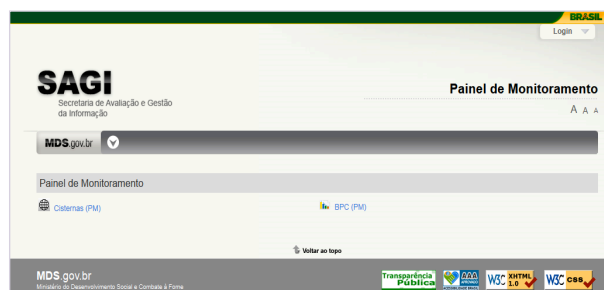 BRASIL
Login
SAGI
Secretaria de Avaliação e Gestão
da Informação
Painel de Monitoramento
A A A
MDS.gov.br
Painel de Monitoramento
Cisternas (PM)
BPC (PM)
Voltar ao topo
MDS.gov.br
Ministério do Desenvolvimento Social e Combate à Fome
Transparência
Pública
AAA
W3C XHTML 1.0
W3C css